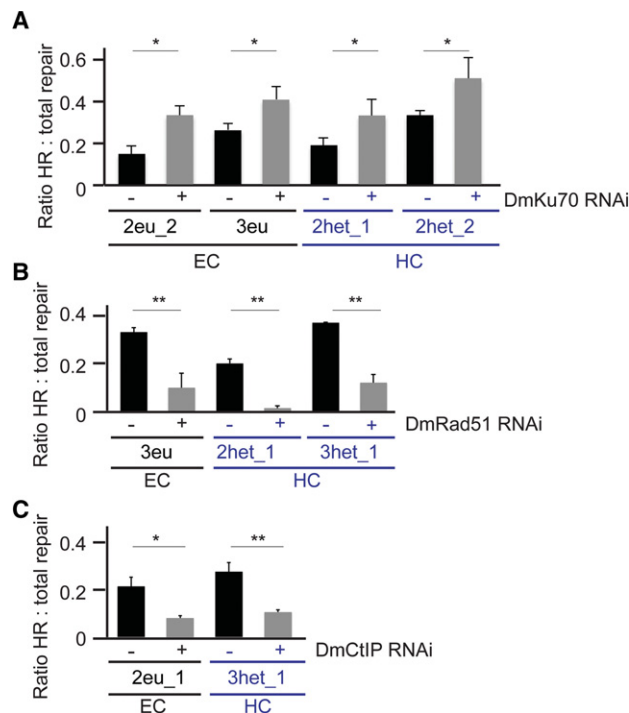 A
* * * *
Ratio HR : total repair
0.6
0.4
0.2
0
- + - + - + - + DmKu70 RNAi
2eu_2 3eu 2het_1 2het_2
EC HC
B
** ** **
Ratio HR : total repair
0.4
0.2
0
- + - + - + DmRad51 RNAi
3eu 2het_1 3het_1
EC HC
C
* **
Ratio HR : total repair
0.4
0.2
0
- + - + DmCtIP RNAi
2eu_1 3het_1
EC HC